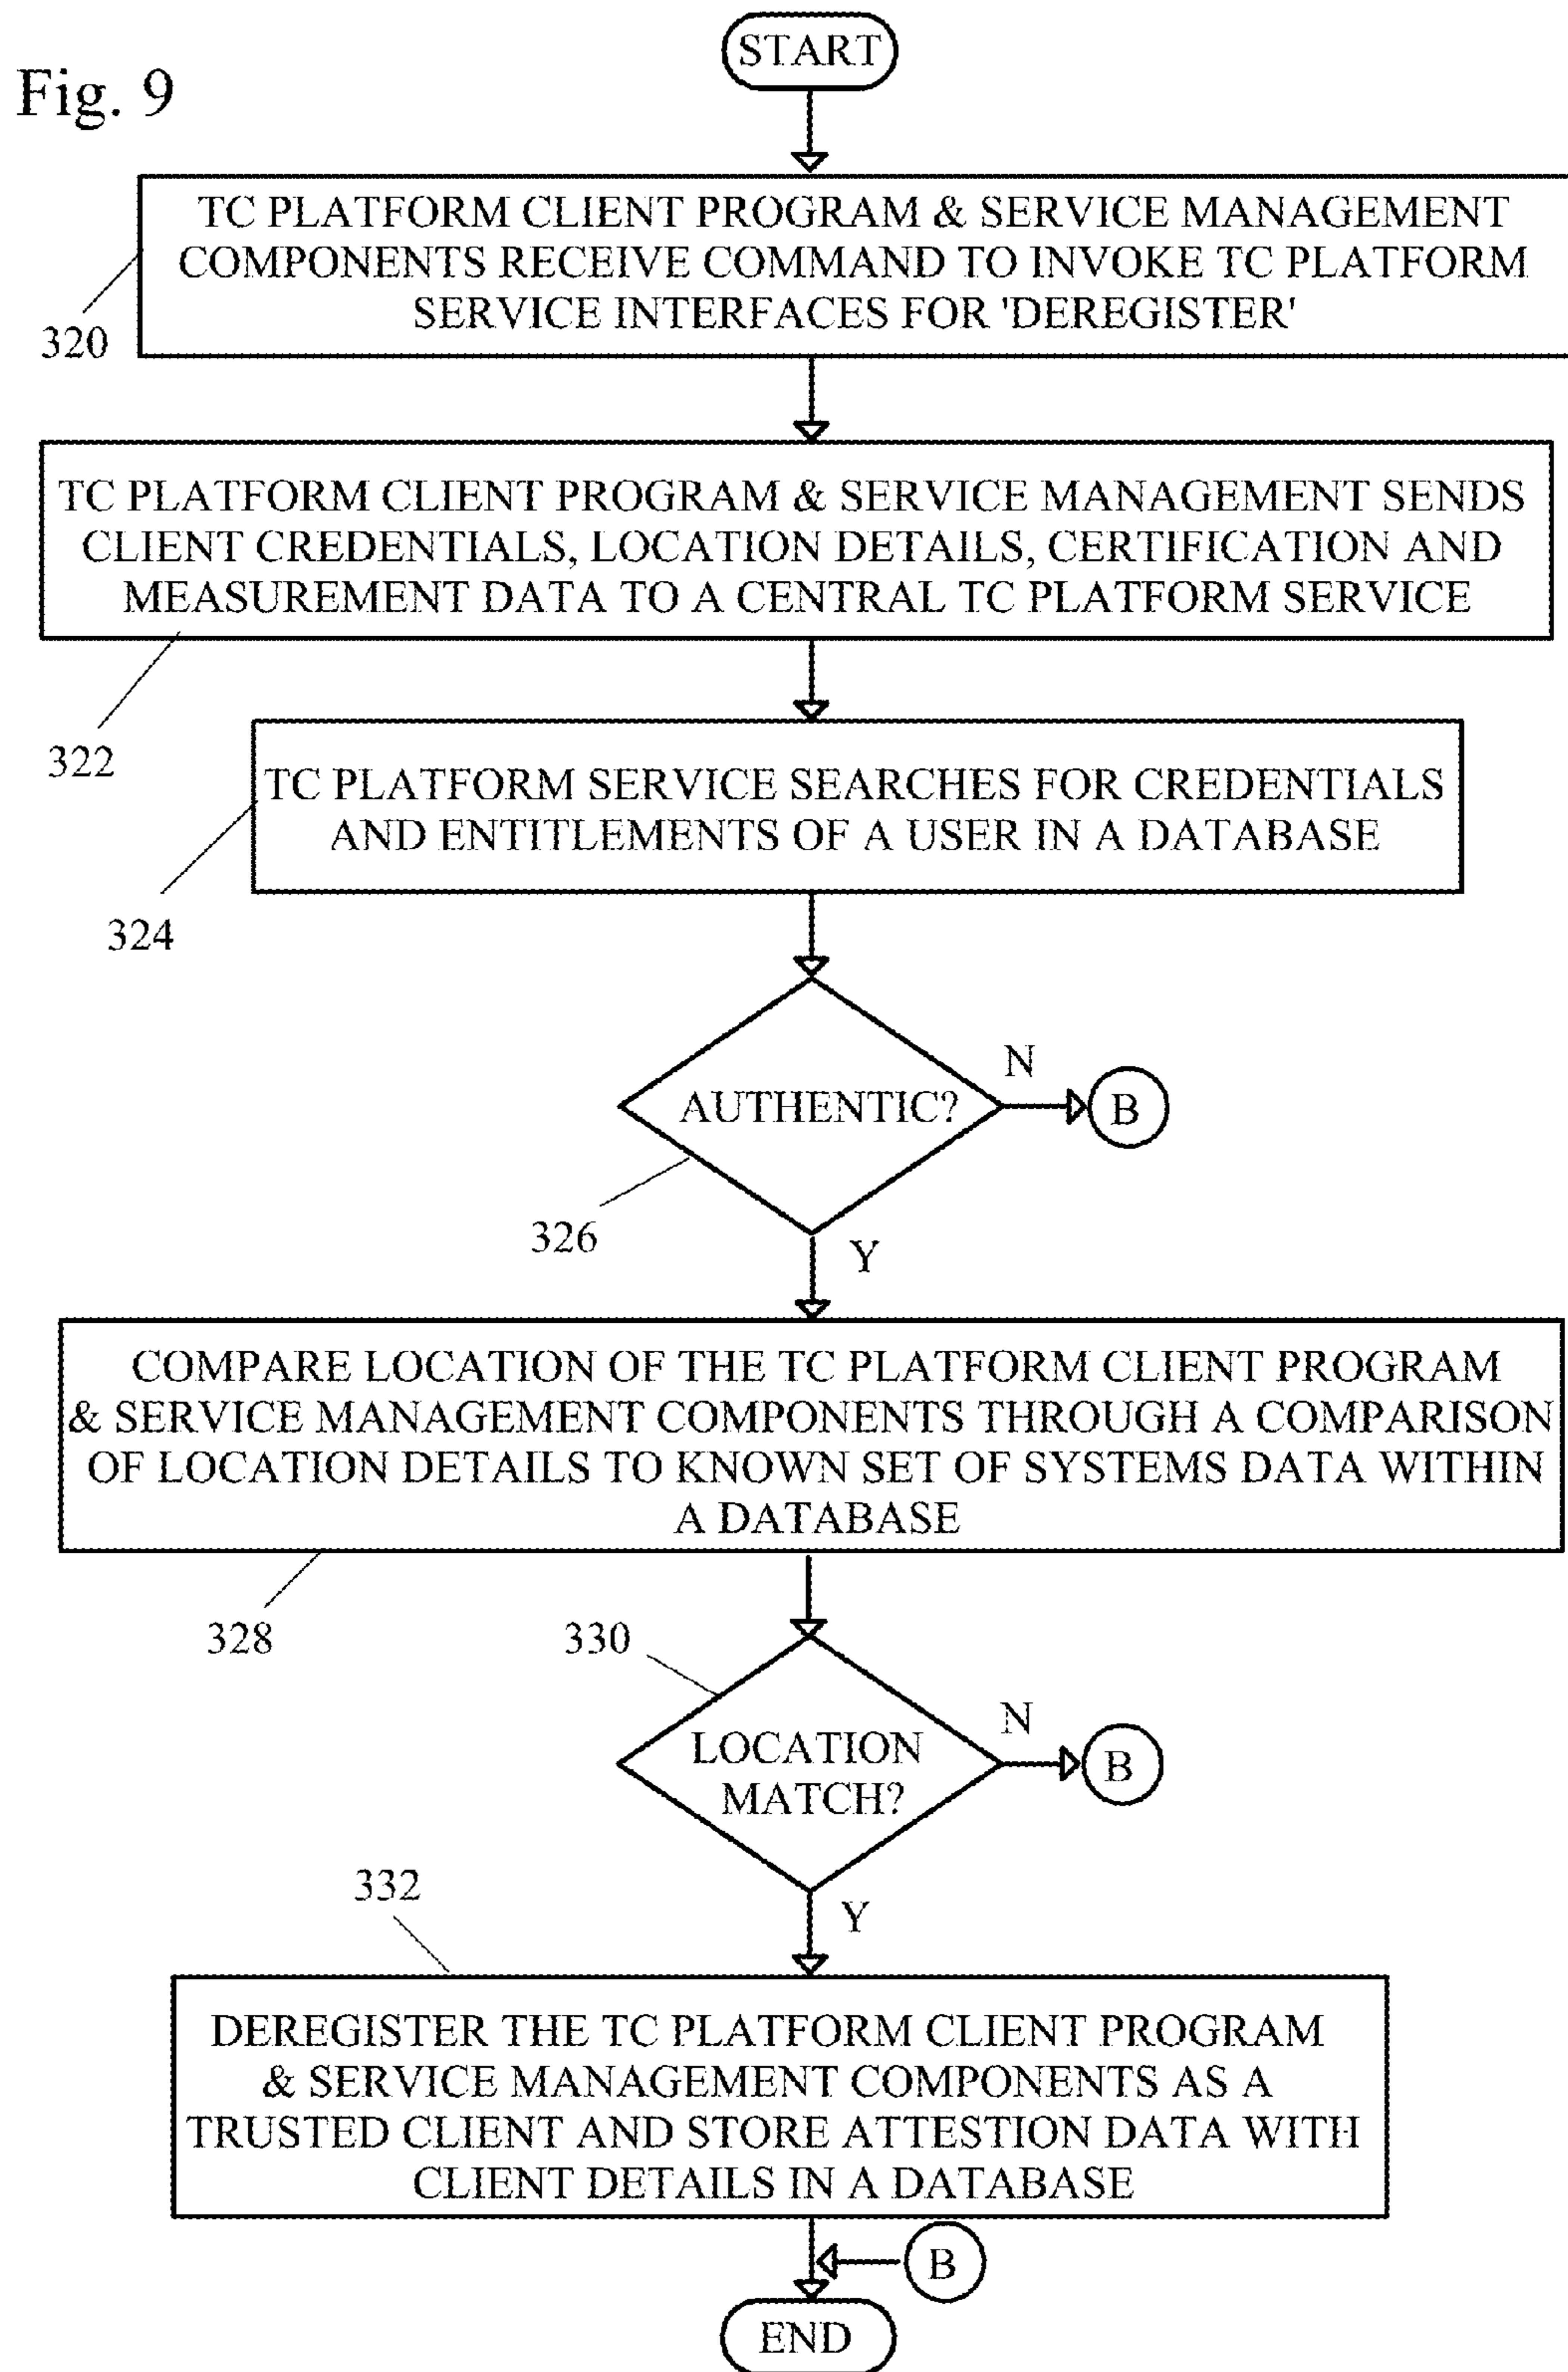 Fig. 9
START
TC PLATFORM CLIENT PROGRAM & SERVICE MANAGEMENT
COMPONENTS RECEIVE COMMAND TO INVOKE TC PLATFORM
SERVICE INTERFACES FOR 'DEREGISTER'
320
TC PLATFORM CLIENT PROGRAM & SERVICE MANAGEMENT SENDS
CLIENT CREDENTIALS, LOCATION DETAILS, CERTIFICATION AND
MEASUREMENT DATA TO A CENTRAL TC PLATFORM SERVICE
322
TC PLATFORM SERVICE SEARCHES FOR CREDENTIALS
AND ENTITLEMENTS OF A USER IN A DATABASE
324
AUTHENTIC?
N
B
326
Y
COMPARE LOCATION OF THE TC PLATFORM CLIENT PROGRAM
& SERVICE MANAGEMENT COMPONENTS THROUGH A COMPARISON
OF LOCATION DETAILS TO KNOWN SET OF SYSTEMS DATA WITHIN
A DATABASE
328
330
LOCATION
MATCH?
N
B
332
Y
DEREGISTER THE TC PLATFORM CLIENT PROGRAM
& SERVICE MANAGEMENT COMPONENTS AS A
TRUSTED CLIENT AND STORE ATTESTION DATA WITH
CLIENT DETAILS IN A DATABASE
B
END